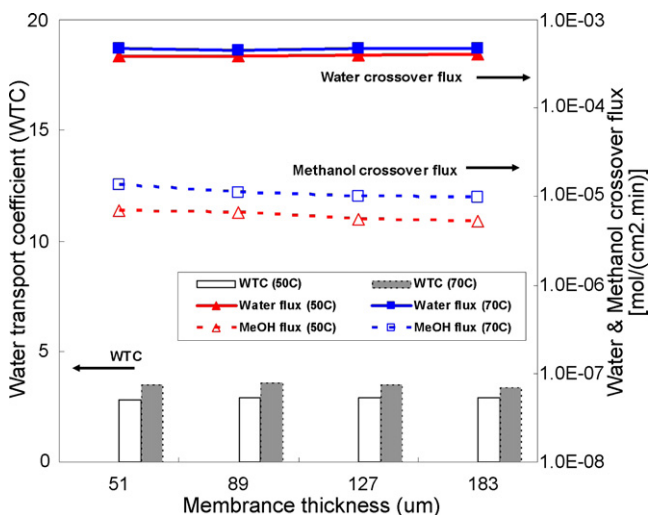 20
15
10
5
0
Water transport coefficient (WTC)
1.0E-03
1.0E-04
1.0E-05
1.0E-06
1.0E-07
1.0E-08
Water & Methanol crossover flux
[mol/(cm2.min)]
Water crossover flux
Methanol crossover flux
WTC (50C) WTC (70C)
Water flux (50C) Water flux (70C)
MeOH flux (50C) MeOH flux (70C)
WTC
51 89 127 183
Membrance thickness (um)